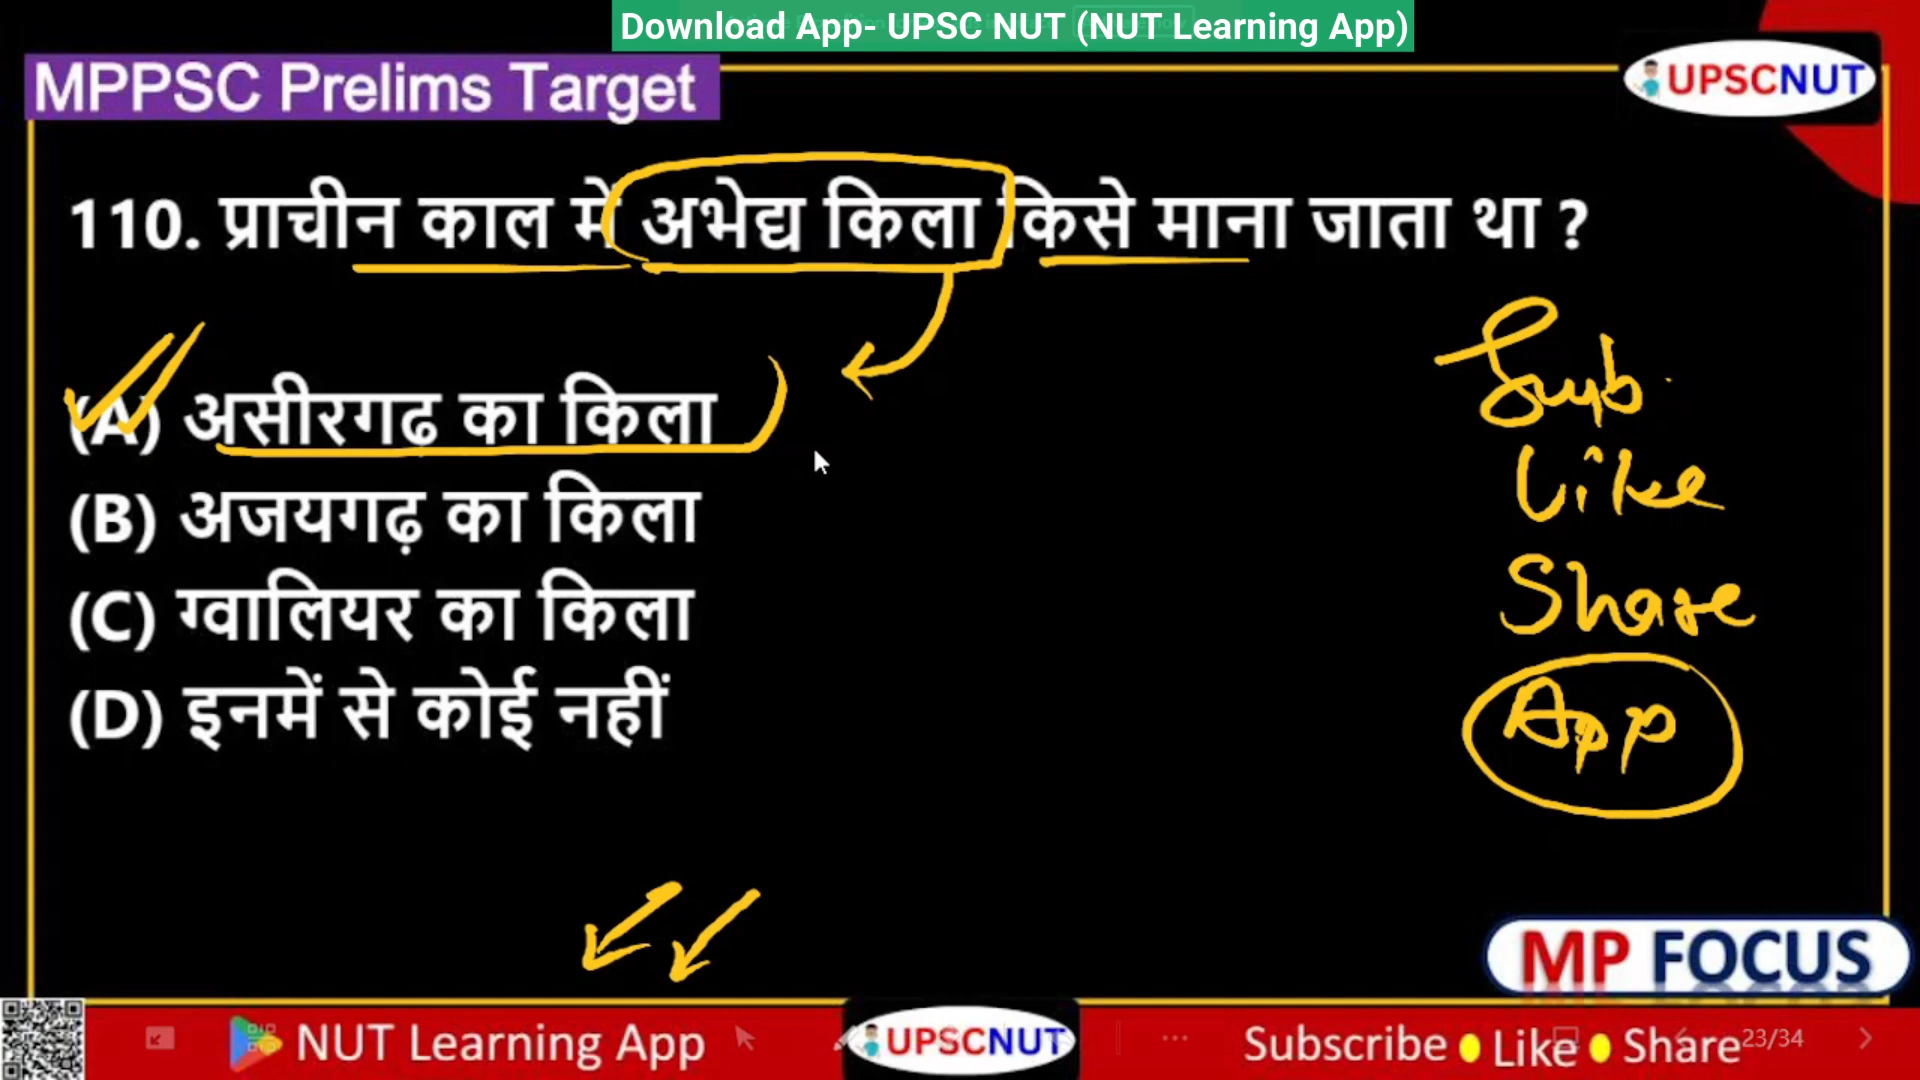 Download App- UPSC NUT (NUT Learning App)
MPPSC Prelims Target
UPSCNUT
110. प्राचीन काल में अभेद्य किला किसे माना जाता था ?
(A) असीरगढ का किला
(B) अजयगढ़ का किला
(C) ग्वालियर का किला
(D) इनमें से कोई नहीं
Sub.
Like
Share
App
MP FOCUS
NUT Learning App
UPSCNUT
Subscribe ● Like ● Share
23/34